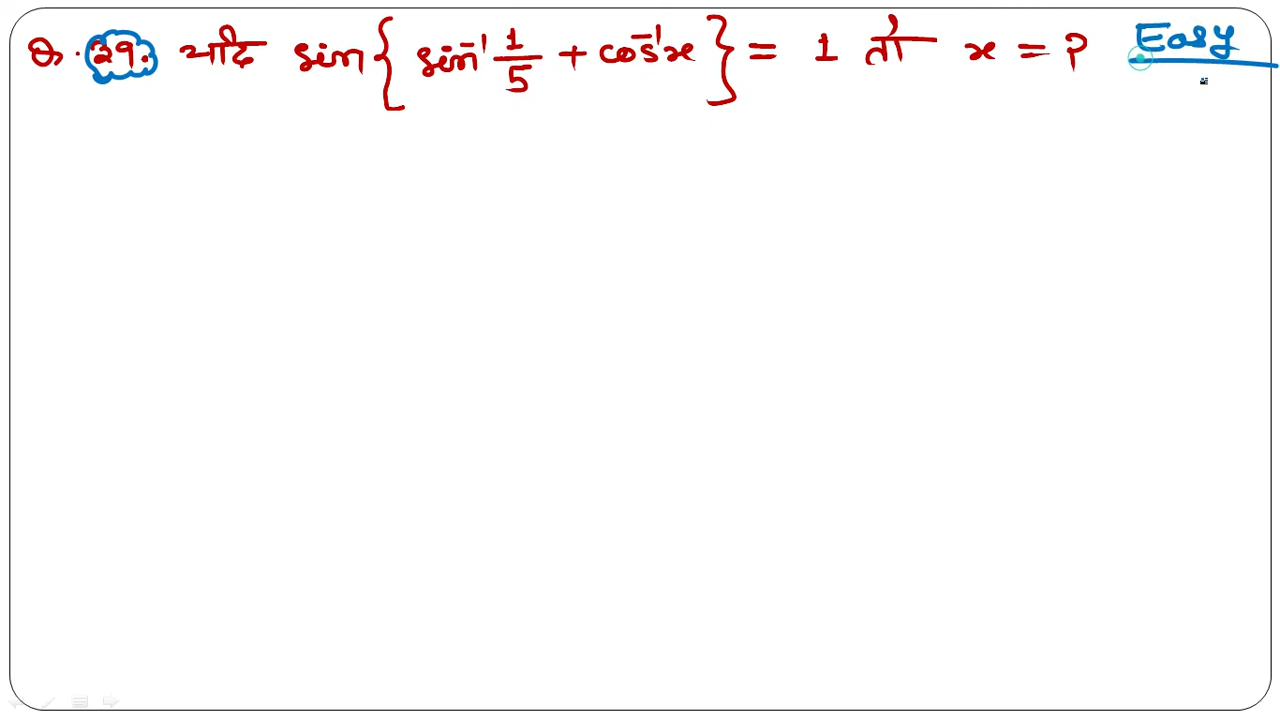 Q. 29. यदि sin{ sin⁻¹ 1/5 + cos⁻¹x } = 1 तो x = ? Easy